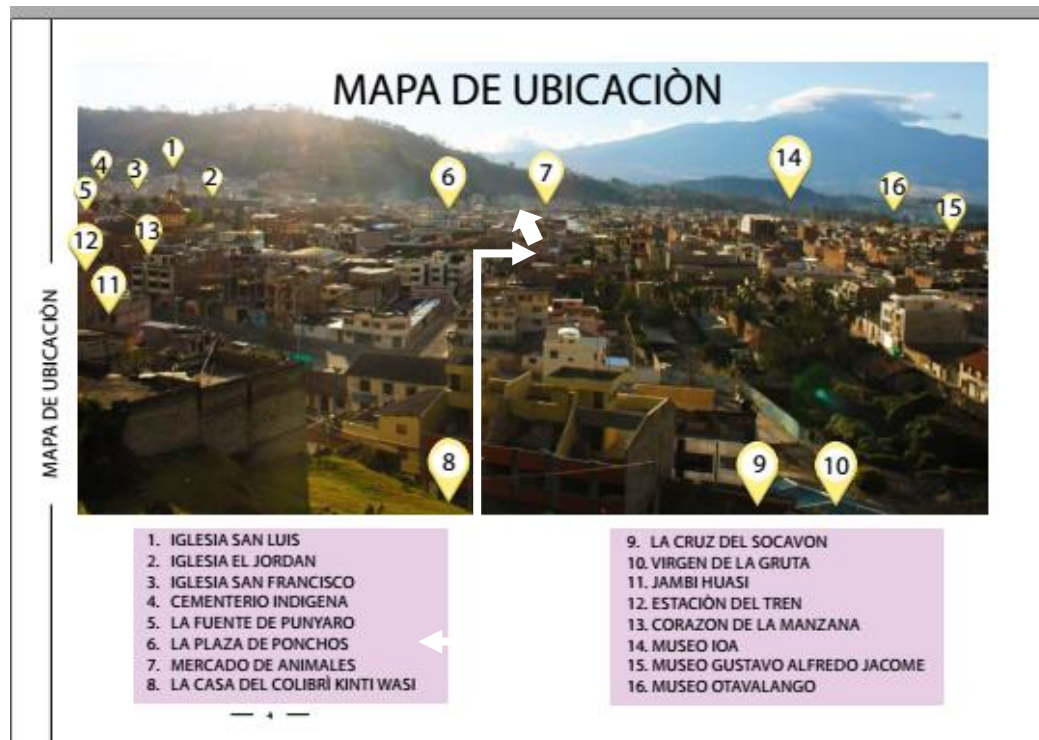 MAPA DE UBICACIÒN
MAPA DE UBICACIÒN
1
2
3
4
5
6
7
8
9
10
11
12
13
14
15
16
1. IGLESIA SAN LUIS
2. IGLESIA EL JORDAN
3. IGLESIA SAN FRANCISCO
4. CEMENTERIO INDIGENA
5. LA FUENTE DE PUNYARO
6. LA PLAZA DE PONCHOS
7. MERCADO DE ANIMALES
8. LA CASA DEL COLIBRÌ KINTI WASI
9. LA CRUZ DEL SOCAVON
10. VIRGEN DE LA GRUTA
11. JAMBI HUASI
12. ESTACIÒN DEL TREN
13. CORAZON DE LA MANZANA
14. MUSEO IOA
15. MUSEO GUSTAVO ALFREDO JACOME
16. MUSEO OTAVALANGO
4